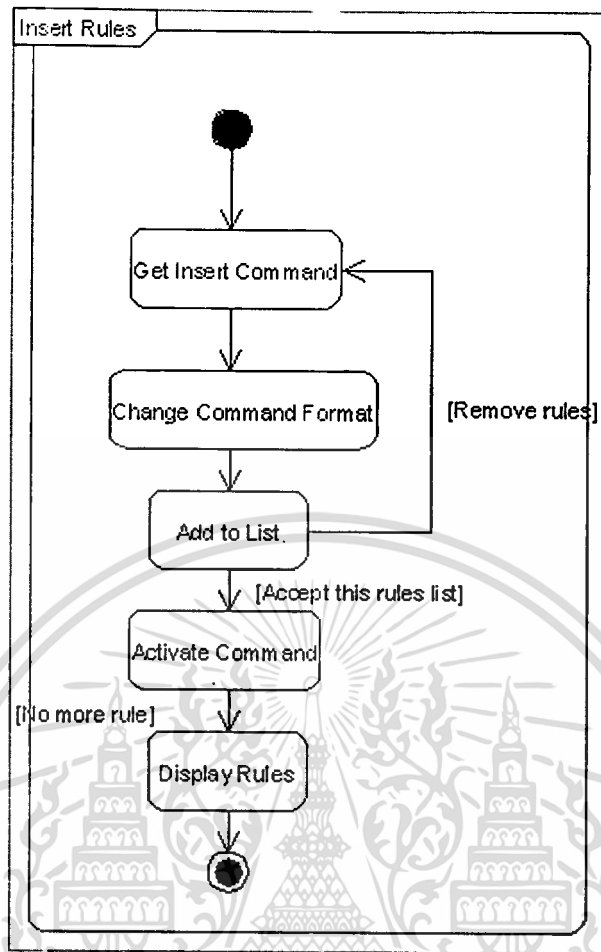 Insert Rules
Get Insert Command
Change Command Format
[Remove rules]
Add to List
[Accept this rules list]
Activate Command
[No more rule]
Display Rules